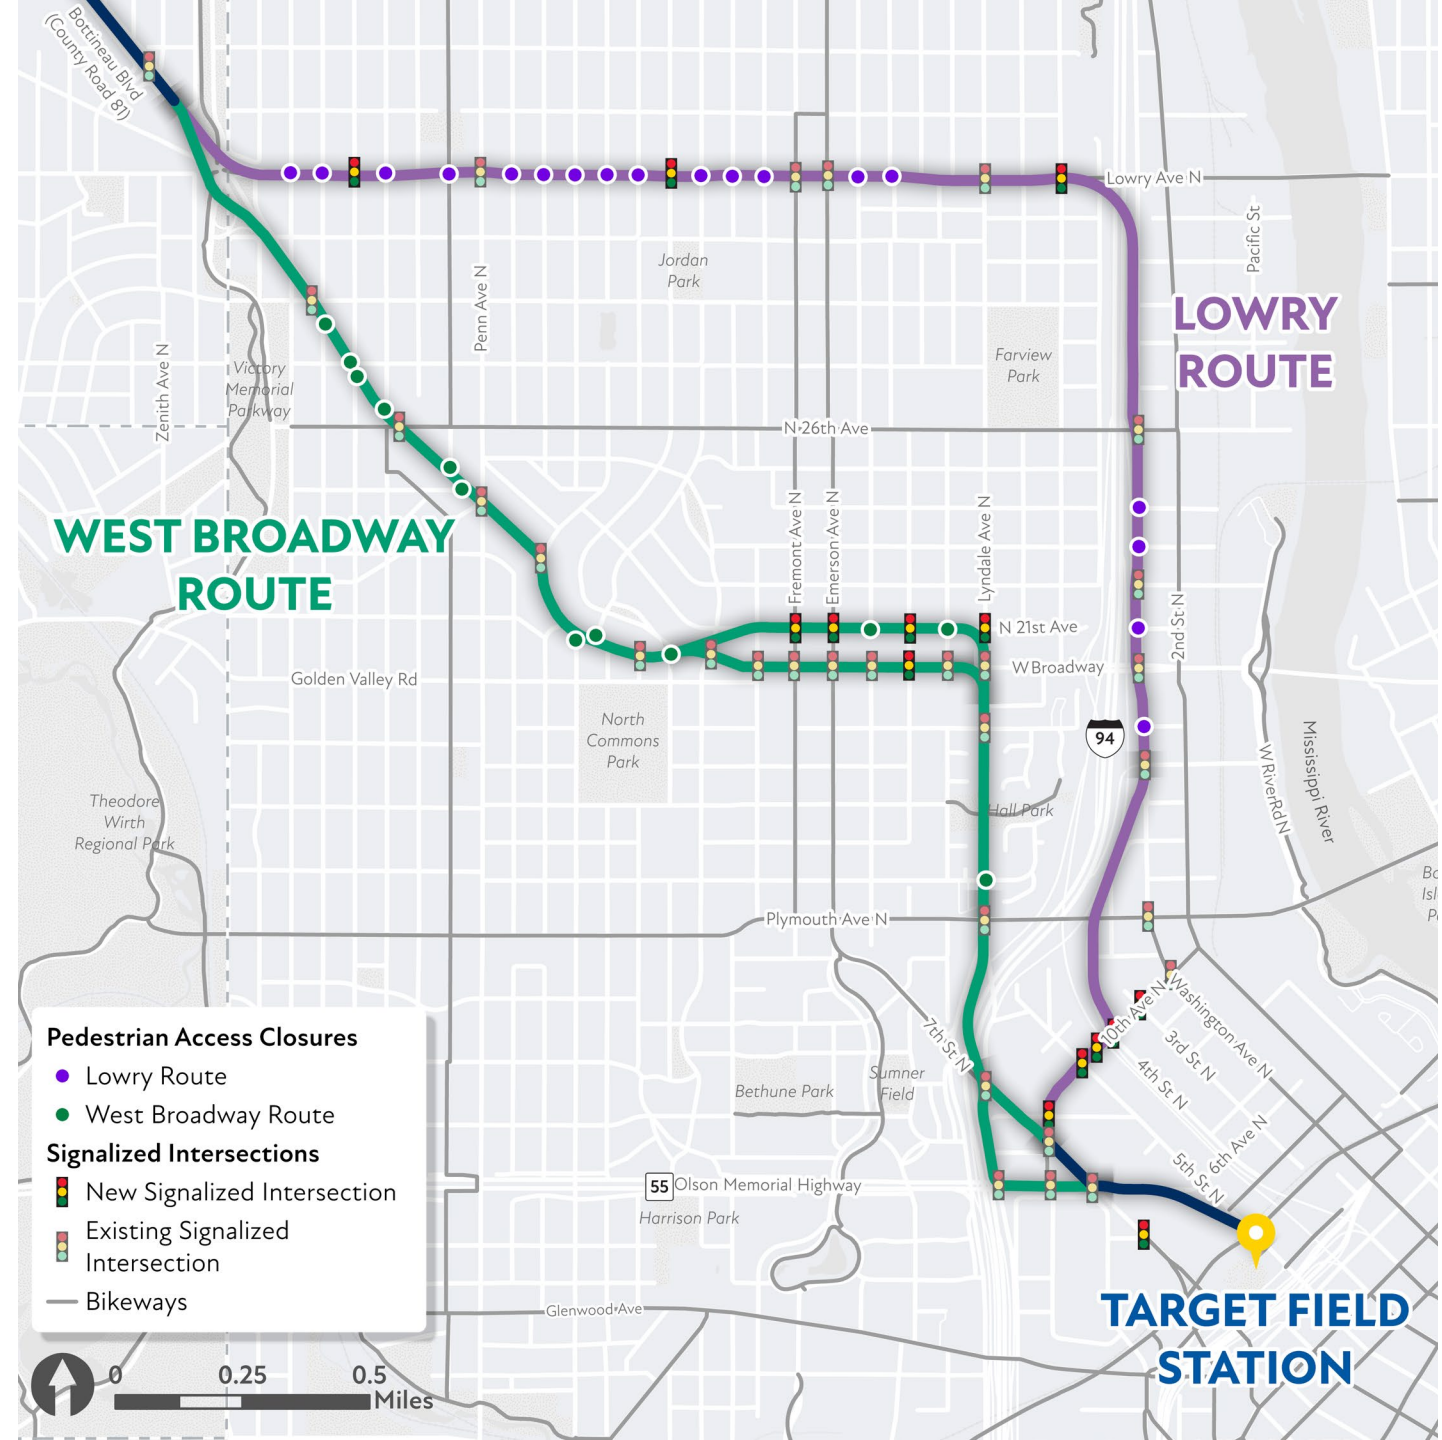 Bottineau Blvd
(County Road 81)
Lowry Ave N
Pacific St
Jordan
Park
Penn Ave N
LOWRY
ROUTE
Farview
Park
Zenith Ave N
Victory
Memorial
Parkway
N 26th Ave
WEST BROADWAY
ROUTE
Fremont Ave N
Emerson Ave N
Lyndale Ave N
N 21st Ave
2nd St N
W Broadway
Golden Valley Rd
North
Commons
Park
94
W River Rd N
Mississippi River
Theodore
Wirth
Regional Park
Hall Park
Plymouth Ave N
10th Ave N
Washington Ave N
3rd St N
4th St N
7th St N
Sumner
Field
Bethune Park
6th Ave N
5th St N
55
Olson Memorial Highway
Harrison Park
Glenwood Ave
TARGET FIELD
STATION
Pedestrian Access Closures
Lowry Route
West Broadway Route
Signalized Intersections
New Signalized Intersection
Existing Signalized
Intersection
Bikeways
0 0.25 0.5
Miles